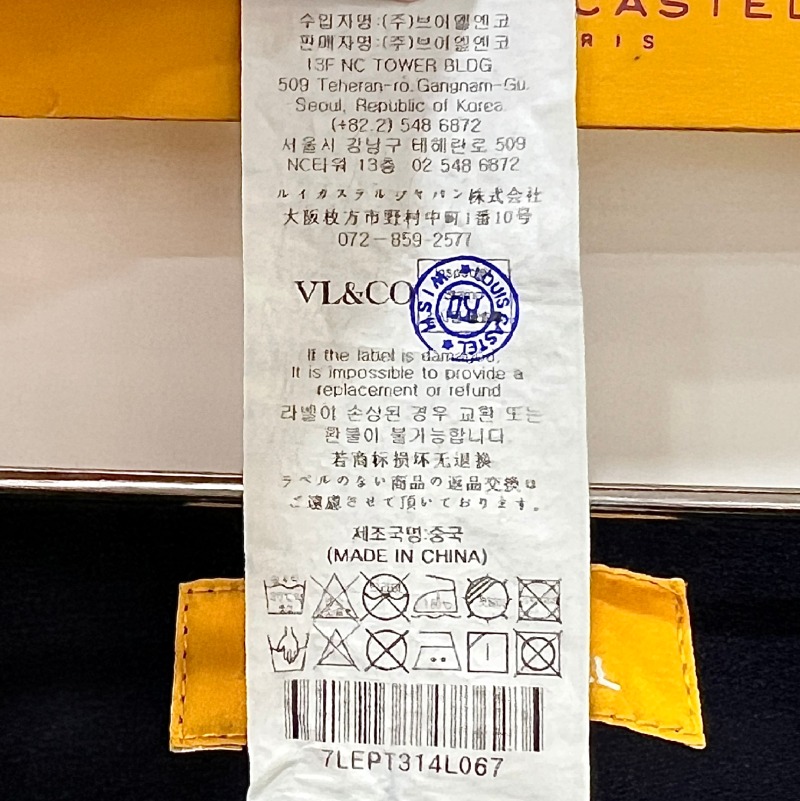 CASTEL
RIS
수입자명:(주)브이엘엔코
판매자명:(주)브이엘엔코
13F NC TOWER BLDG
509 Teheran-ro.Gangnam-Gu.
Seoul, Republic of Korea
(+82.2) 548 6872
서울시 강남구 테헤란로 509
NC타워 13층 02 548 6872
ルイカステルジャパン株式会社
大阪枚方市野村中町1番10号
072-859-2577
VL&CO
LOUIS CASTEL
If the label is damaged,
It is impossible to provide a
replacement or refund
라벨이 손상된 경우 교환 또는
환불이 불가능합니다
若商标损坏无退换
ラベルのない商品の返品交換は
ご遠慮させて頂いております。
제조국명:중국
(MADE IN CHINA)
7LEPT314L067